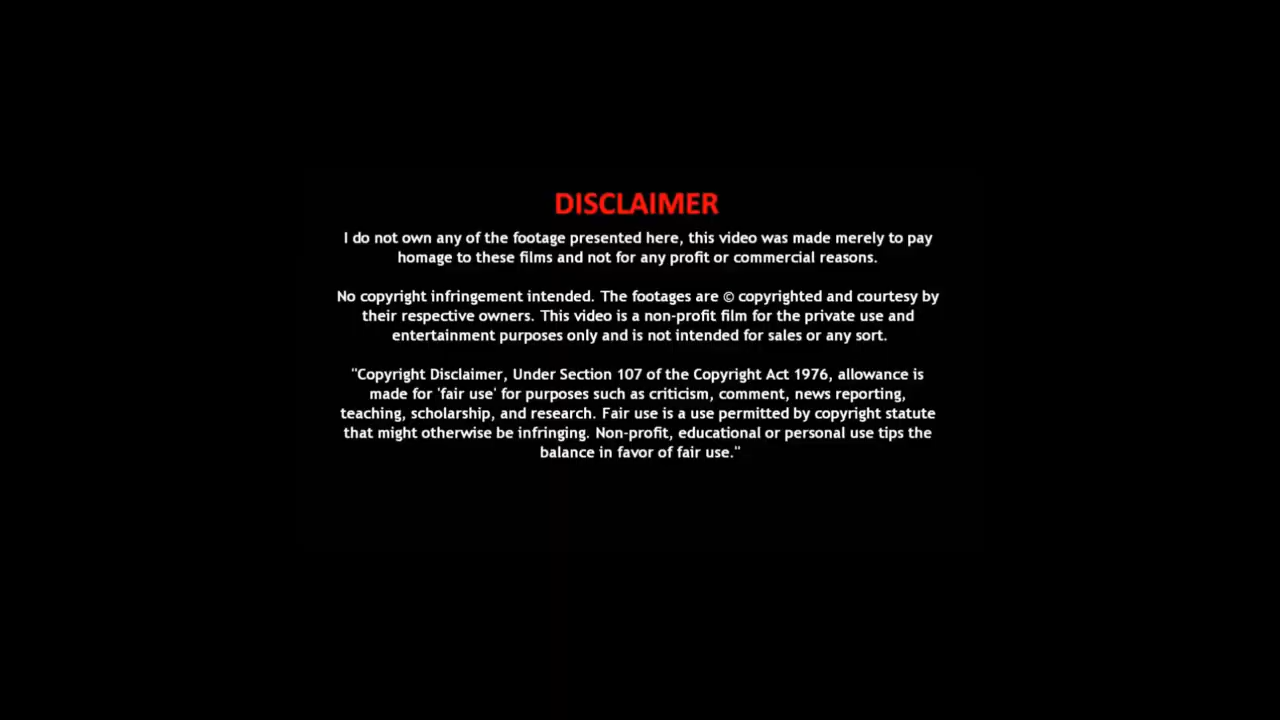 DISCLAIMER
I do not own any of the footage presented here, this video was made merely to pay
homage to these films and not for any profit or commercial reasons.
No copyright infringement intended. The footages are © copyrighted and courtesy by
their respective owners. This video is a non-profit film for the private use and
entertainment purposes only and is not intended for sales or any sort.
"Copyright Disclaimer, Under Section 107 of the Copyright Act 1976, allowance is
made for 'fair use' for purposes such as criticism, comment, news reporting,
teaching, scholarship, and research. Fair use is a use permitted by copyright statute
that might otherwise be infringing. Non-profit, educational or personal use tips the
balance in favor of fair use."